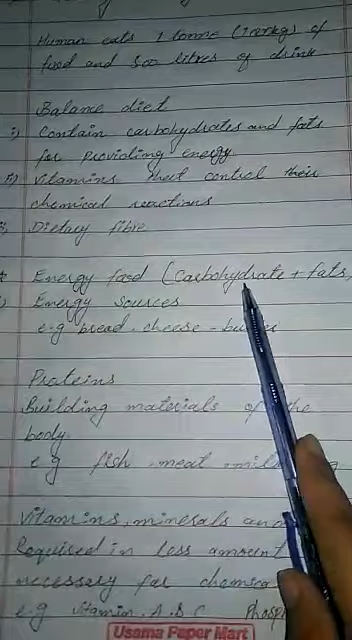 Human eats 1 tonne (1000kg) of
food and 500 litres of drink
Balance diet
i) Contain carbohydrates and fats
for providing energy
ii) Vitamins that control their
chemical reactions
Dietary fibre
Energy food (Carbohydrate + fats,
Energy sources
e.g bread, cheese - butter
Proteins
Building materials of the
body
e g fish, meat, milk
Vitamins, minerals and
Required in less amount
necessary for
e.g vitamin, A, B, C
Usama Paper Mart